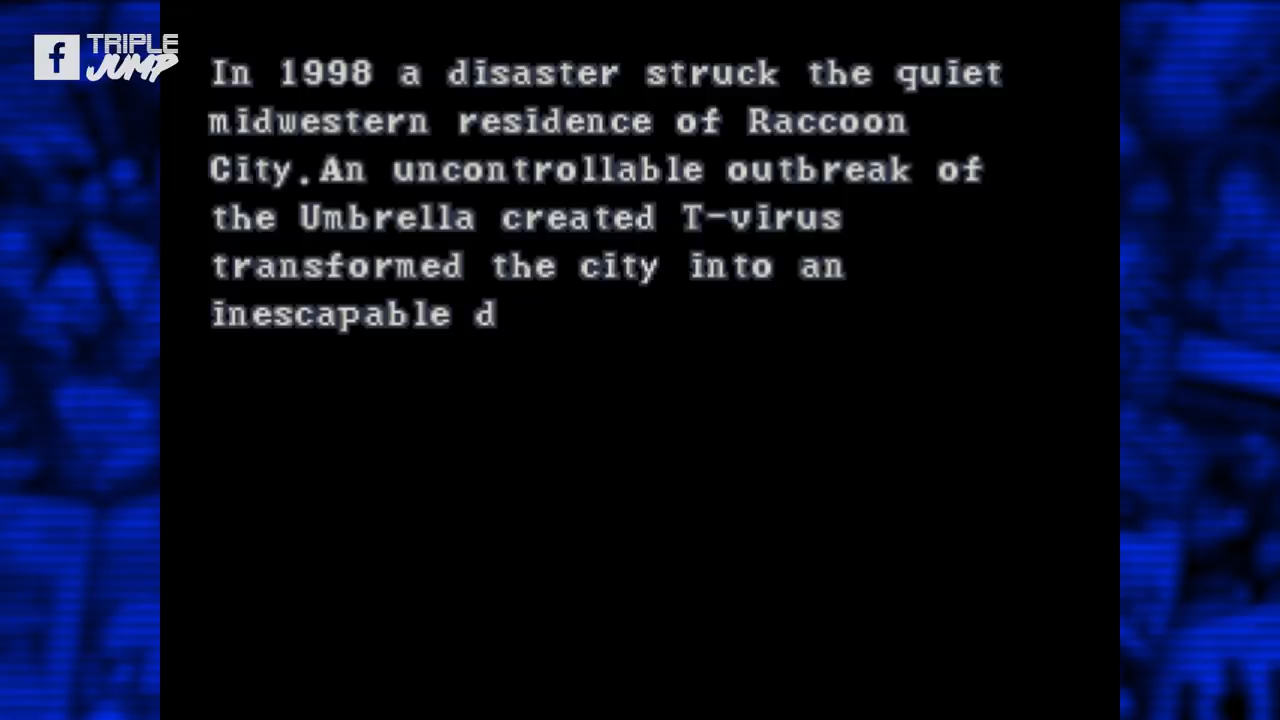 f TRIPLE
JUMP
In 1998 a disaster struck the quiet
midwestern residence of Raccoon
City.An uncontrollable outbreak of
the Umbrella created T-virus
transformed the city into an
inescapable d